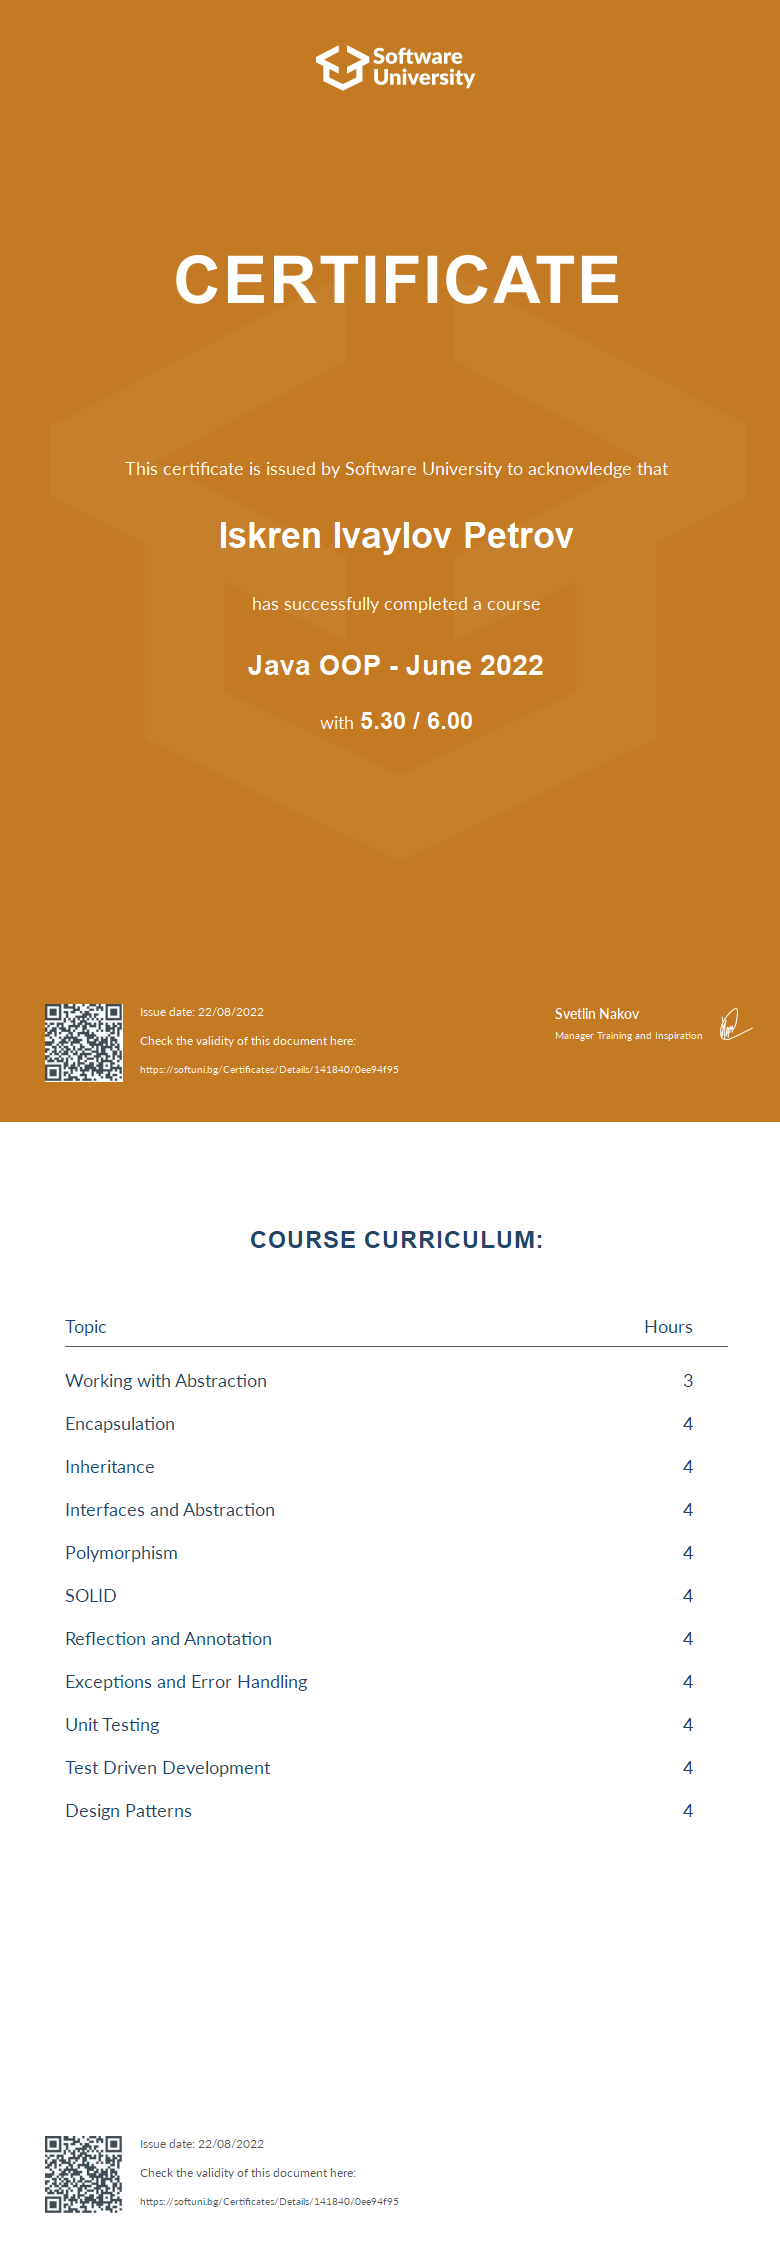 Software
University
CERTIFICATE
This certificate is issued by Software University to acknowledge that
Iskren Ivaylov Petrov
has successfully completed a course
Java OOP - June 2022
with 5.30 / 6.00
Issue date: 22/08/2022
Check the validity of this document here:
https://softuni.bg/Certificates/Details/141840/0ee94f95
Svetlin Nakov
Manager Training and Inspiration
COURSE CURRICULUM:
Topic Hours
Working with Abstraction 3
Encapsulation 4
Inheritance 4
Interfaces and Abstraction 4
Polymorphism 4
SOLID 4
Reflection and Annotation 4
Exceptions and Error Handling 4
Unit Testing 4
Test Driven Development 4
Design Patterns 4
Issue date: 22/08/2022
Check the validity of this document here:
https://softuni.bg/Certificates/Details/141840/0ee94f95